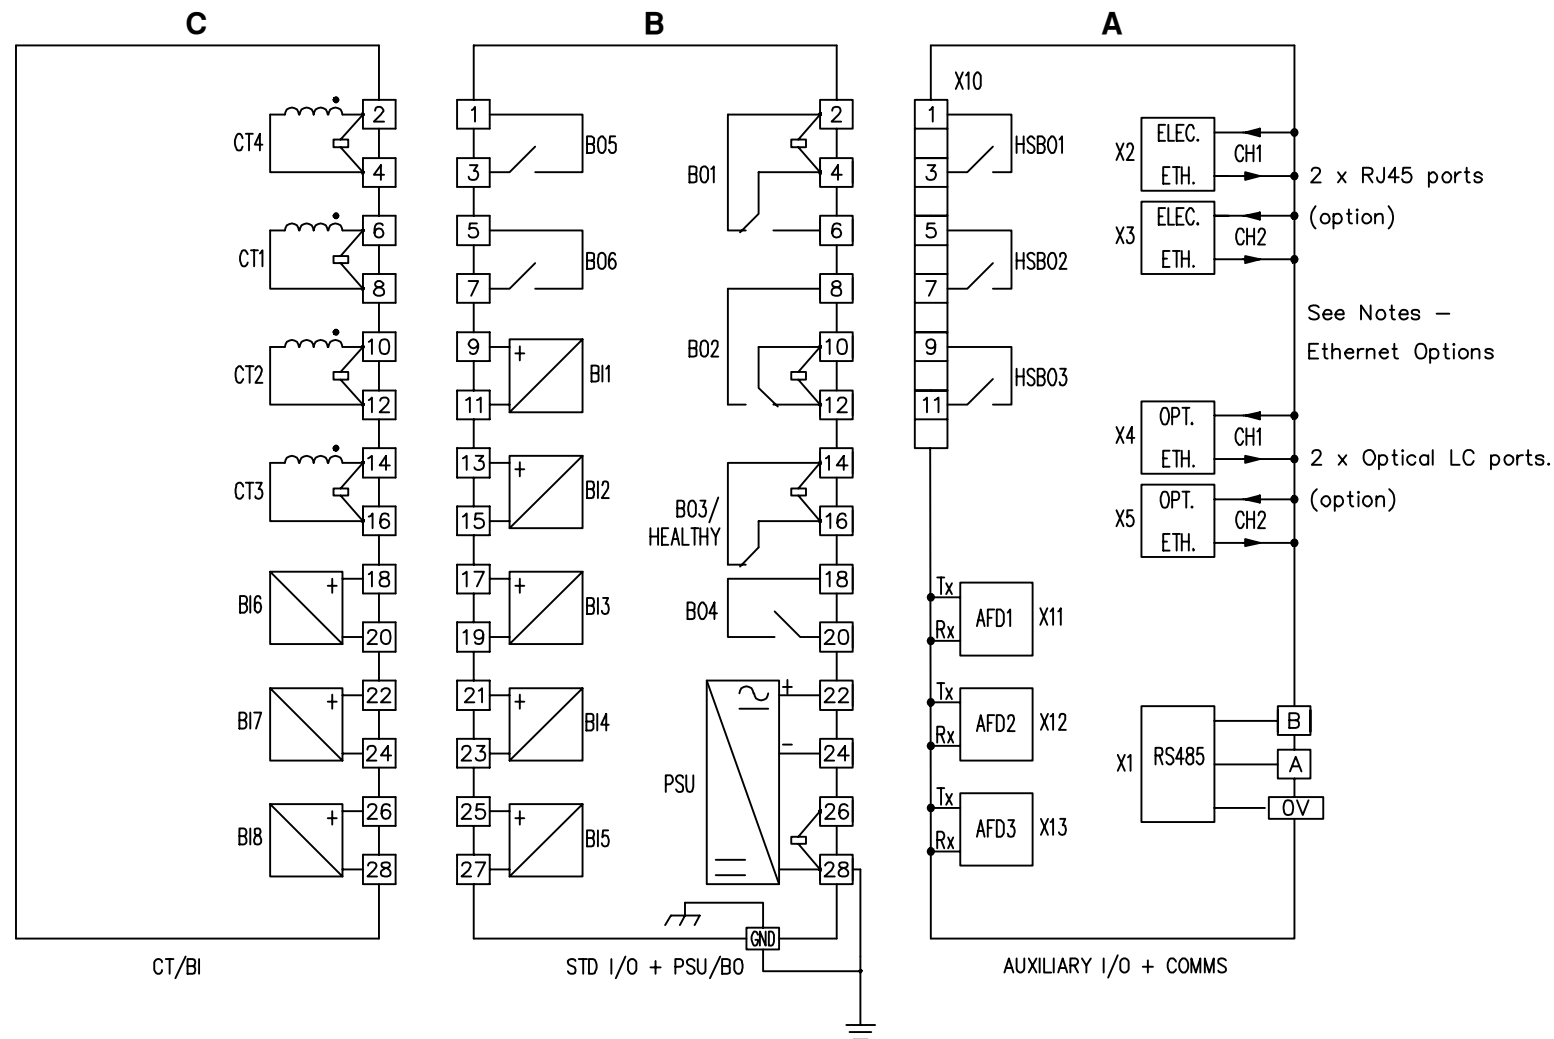 C
2
CT4
4
6
CT1
8
10
CT2
12
14
CT3
16
18
+
BI6
20
22
+
BI7
24
26
+
BI8
28
CT/BI
B
1
BO5
3
5
BO6
7
9
+
BI1
11
13
+
BI2
15
17
+
BI3
19
21
+
BI4
23
25
+
BI5
27
2
BO1
4
6
8
BO2
10
12
14
BO3/
HEALTHY
16
18
BO4
20
+
22
−
24
PSU
26
28
GND
STD I/O + PSU/BO
A
X10
1
HSBO1
3
5
HSBO2
7
9
HSBO3
11
X2
ELEC.
ETH.
CH1
2 x RJ45 ports
(option)
X3
ELEC.
ETH.
CH2
See Notes −
Ethernet Options
X4
OPT.
ETH.
CH1
2 x Optical LC ports.
(option)
X5
OPT.
ETH.
CH2
Tx
Rx
AFD1
X11
Tx
Rx
AFD2
X12
Tx
Rx
AFD3
X13
X1
RS485
B
A
0V
AUXILIARY I/O + COMMS